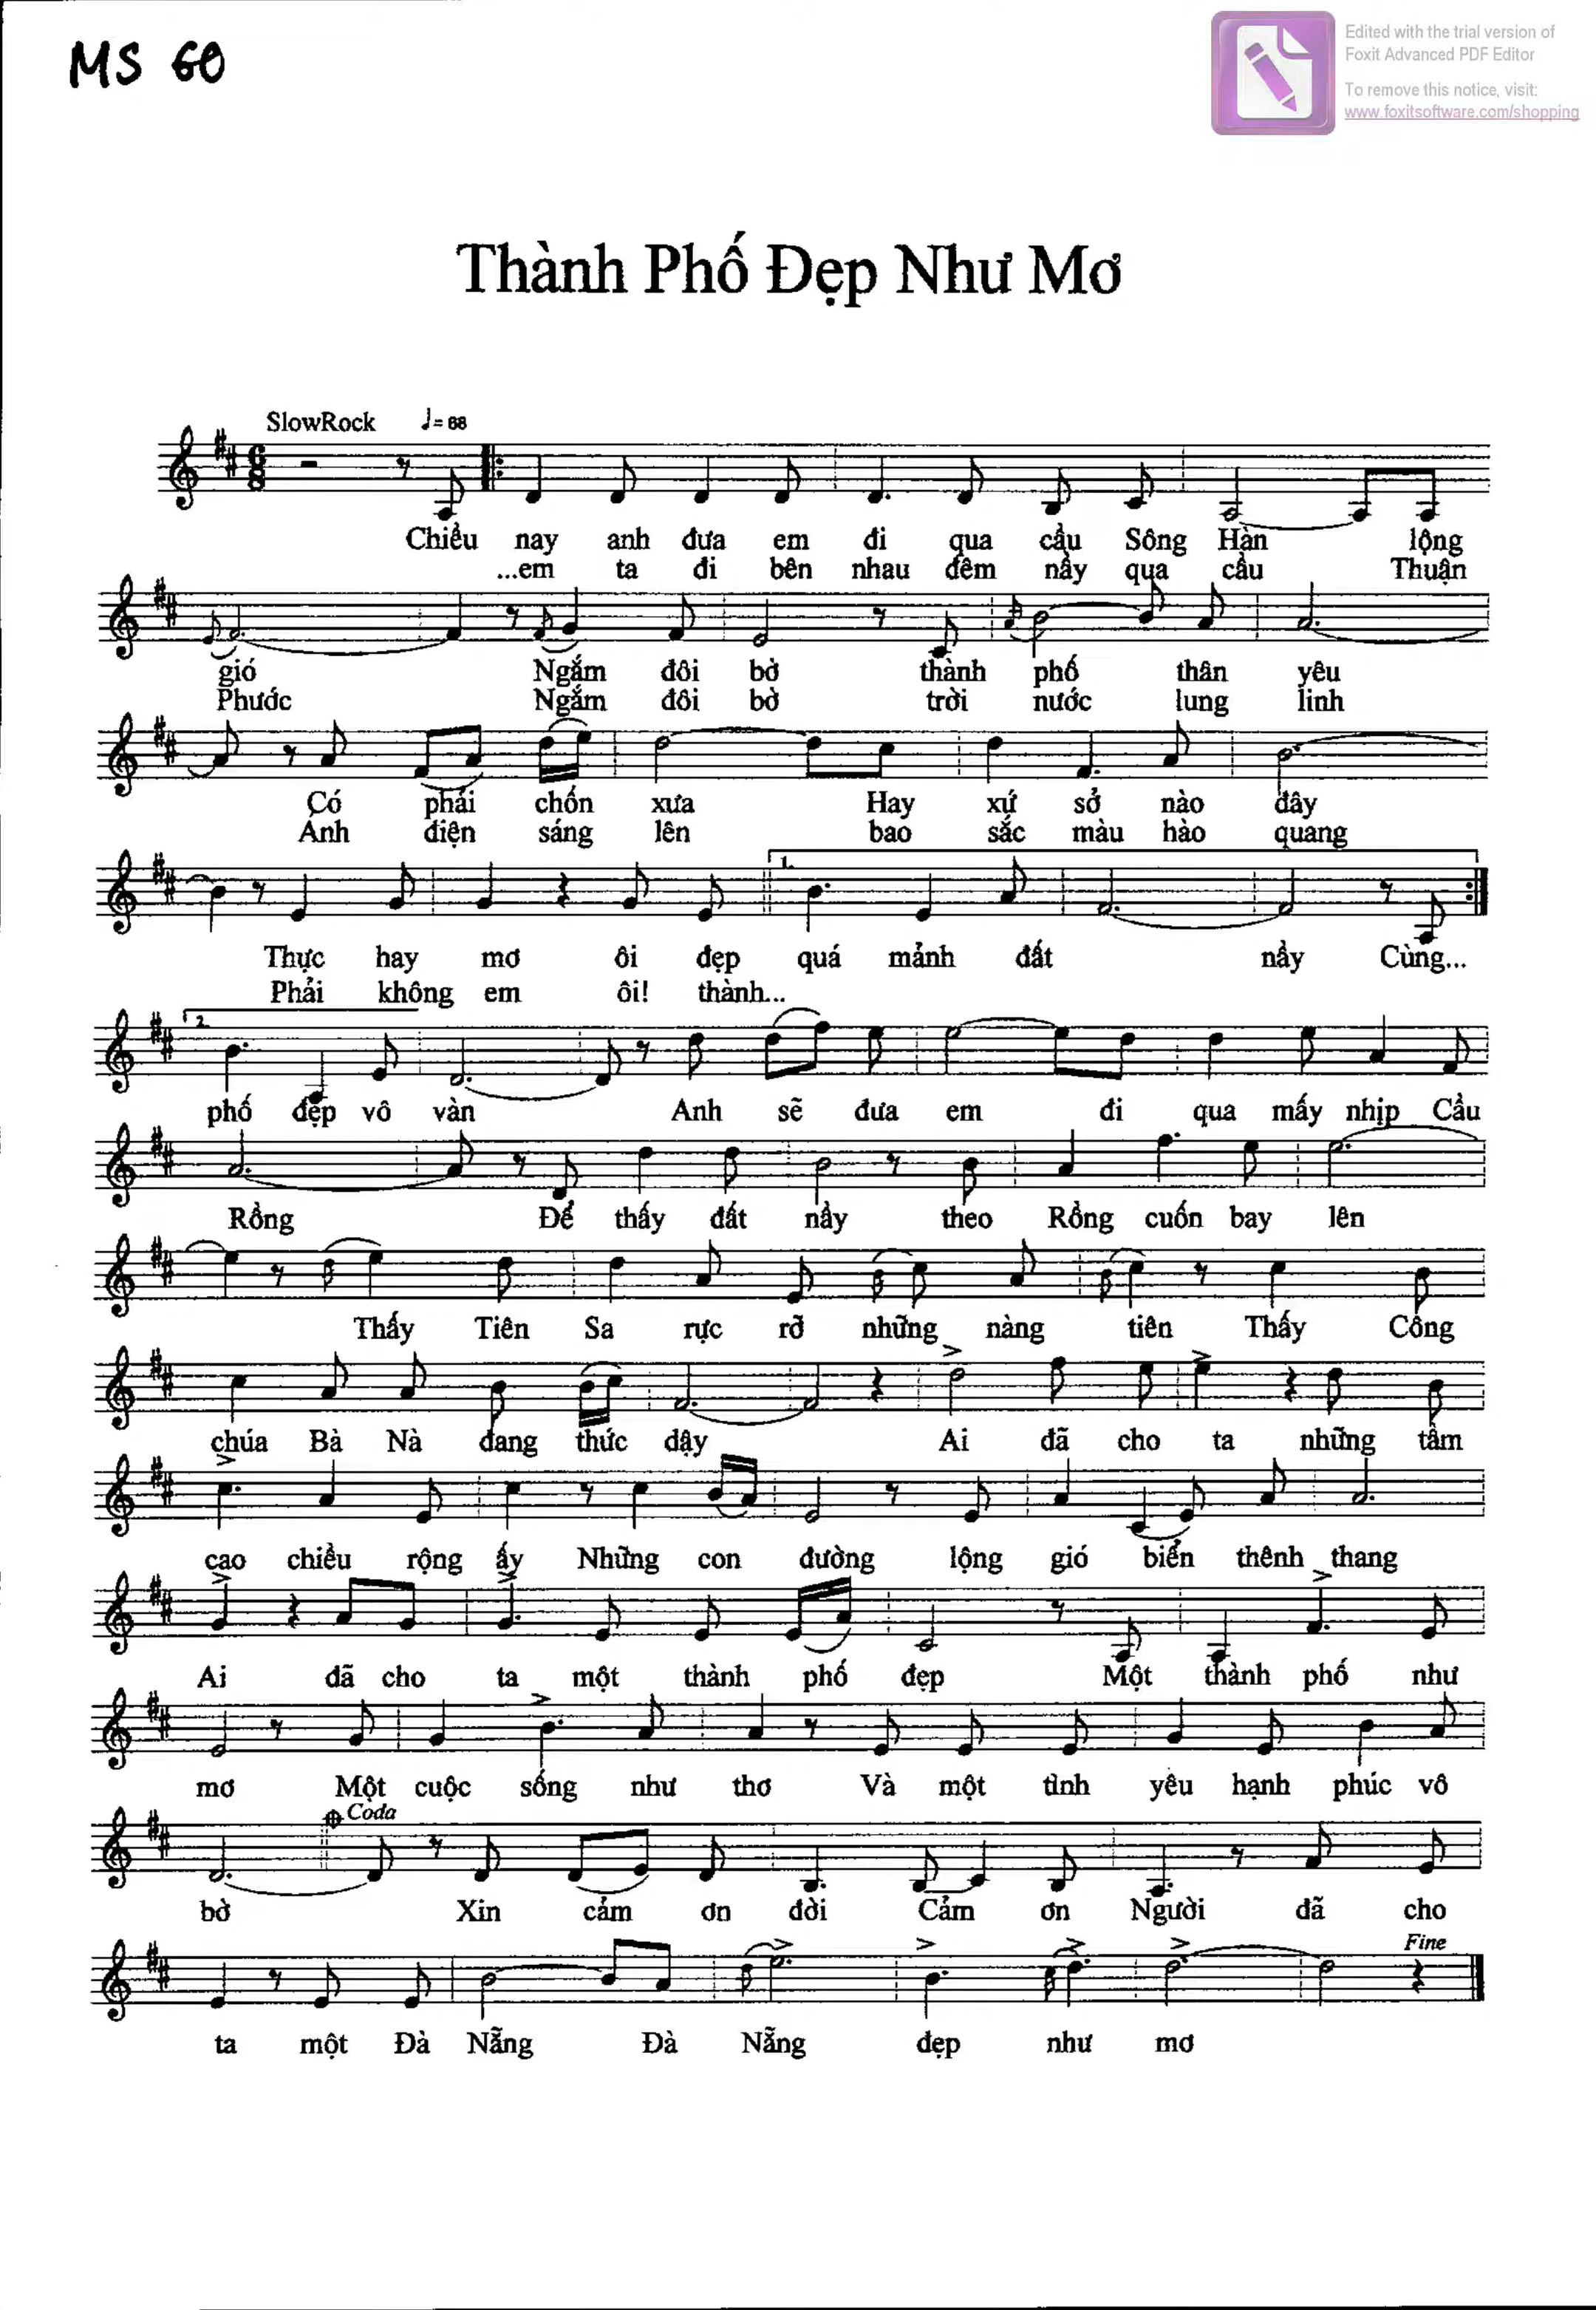 MS 60
Edited with the trial version of
Foxit Advanced PDF Editor
To remove this notice, visit:
www.foxitsoftware.com/shopping
Thành Phố Đẹp Như Mơ
SlowRock ♩= 68
6
8
Chiều nay anh đưa em đi qua cầu Sông Hàn lộng
...em ta đi bên nhau đêm nầy qua cầu Thuận
gió Ngắm đôi bờ thành phố thân yêu
Phước Ngắm đôi bờ trời nước lung linh
Có phải chốn xưa Hay xứ sở nào đây
Anh điện sáng lên bao sắc màu hào quang
1.
Thực hay mơ ôi đẹp quá mảnh đất nầy Cùng...
Phải không em ôi! thành...
2.
phố đẹp vô vàn Anh sẽ đưa em đi qua mấy nhịp Cầu
Rồng Để thấy đất nầy theo Rồng cuốn bay lên
Thấy Tiên Sa rực rỡ những nàng tiên Thấy Công
chúa Bà Nà đang thức dậy Ai đã cho ta những tầm
cao chiều rộng ấy Những con đường lộng gió biển thênh thang
Ai đã cho ta một thành phố đẹp Một thành phố như
mơ Một cuộc sống như thơ Và một tình yêu hạnh phúc vô
Coda
bờ Xin cảm ơn đời Cảm ơn Người đã cho
Fine
ta một Đà Nẵng Đà Nẵng đẹp như mơ